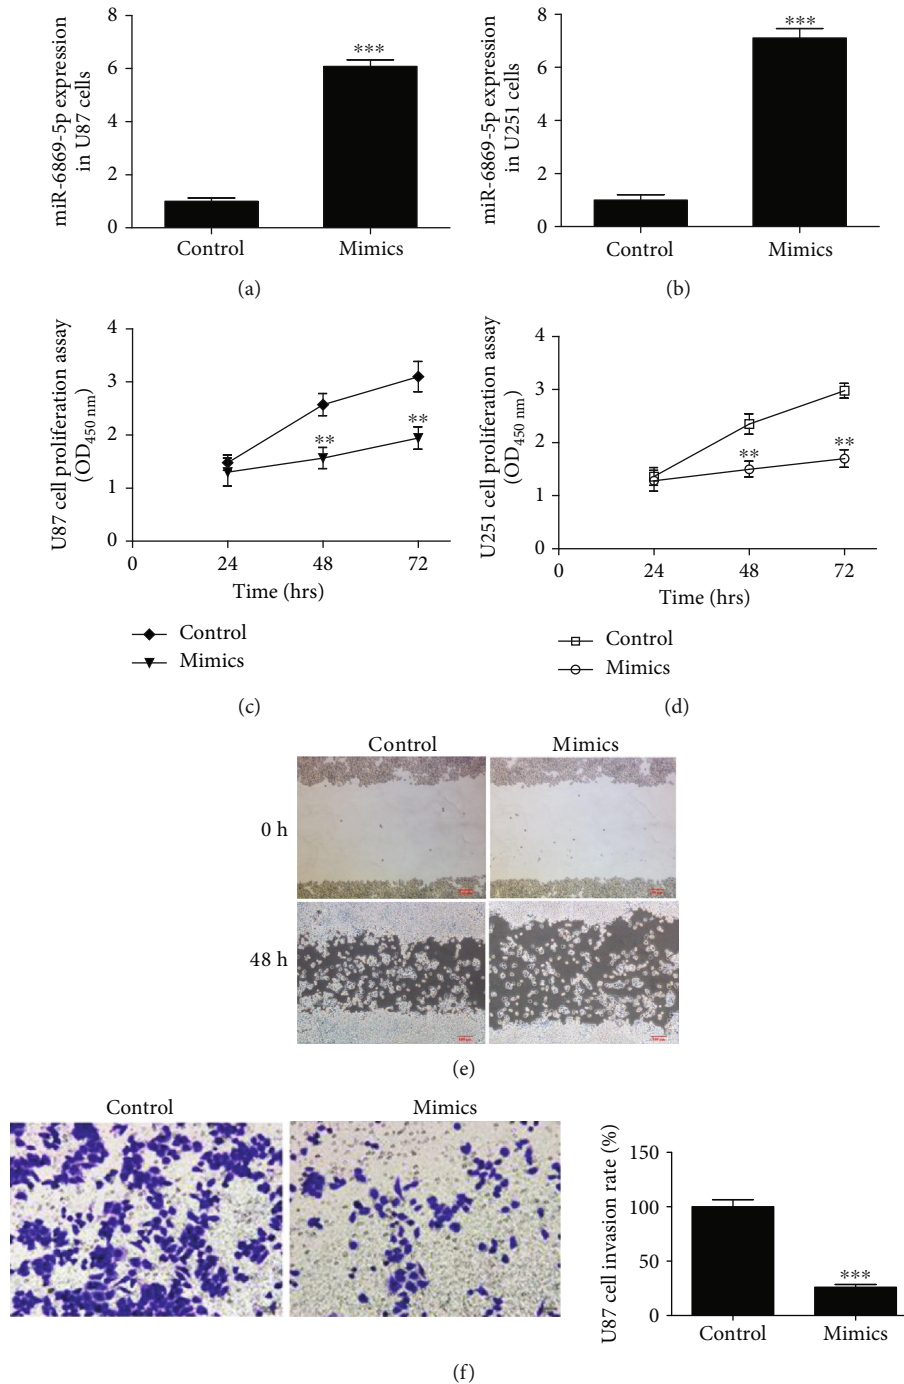 8
6
4
2
0
miR-6869-5p expression
in U87 cells
***
Control
Mimics
(a)
8
6
4
2
0
miR-6869-5p expression
in U251 cells
***
Control
Mimics
(b)
4
3
2
1
0
U87 cell proliferation assay
(OD450 nm)
**
**
0
24
48
72
Time (hrs)
Control
Mimics
(c)
4
3
2
1
0
U251 cell proliferation assay
(OD450 nm)
**
**
0
24
48
72
Time (hrs)
Control
Mimics
(d)
Control
Mimics
0 h
48 h
(e)
Control
Mimics
150
100
50
0
U87 cell invasion rate (%)
***
Control
Mimics
(f)